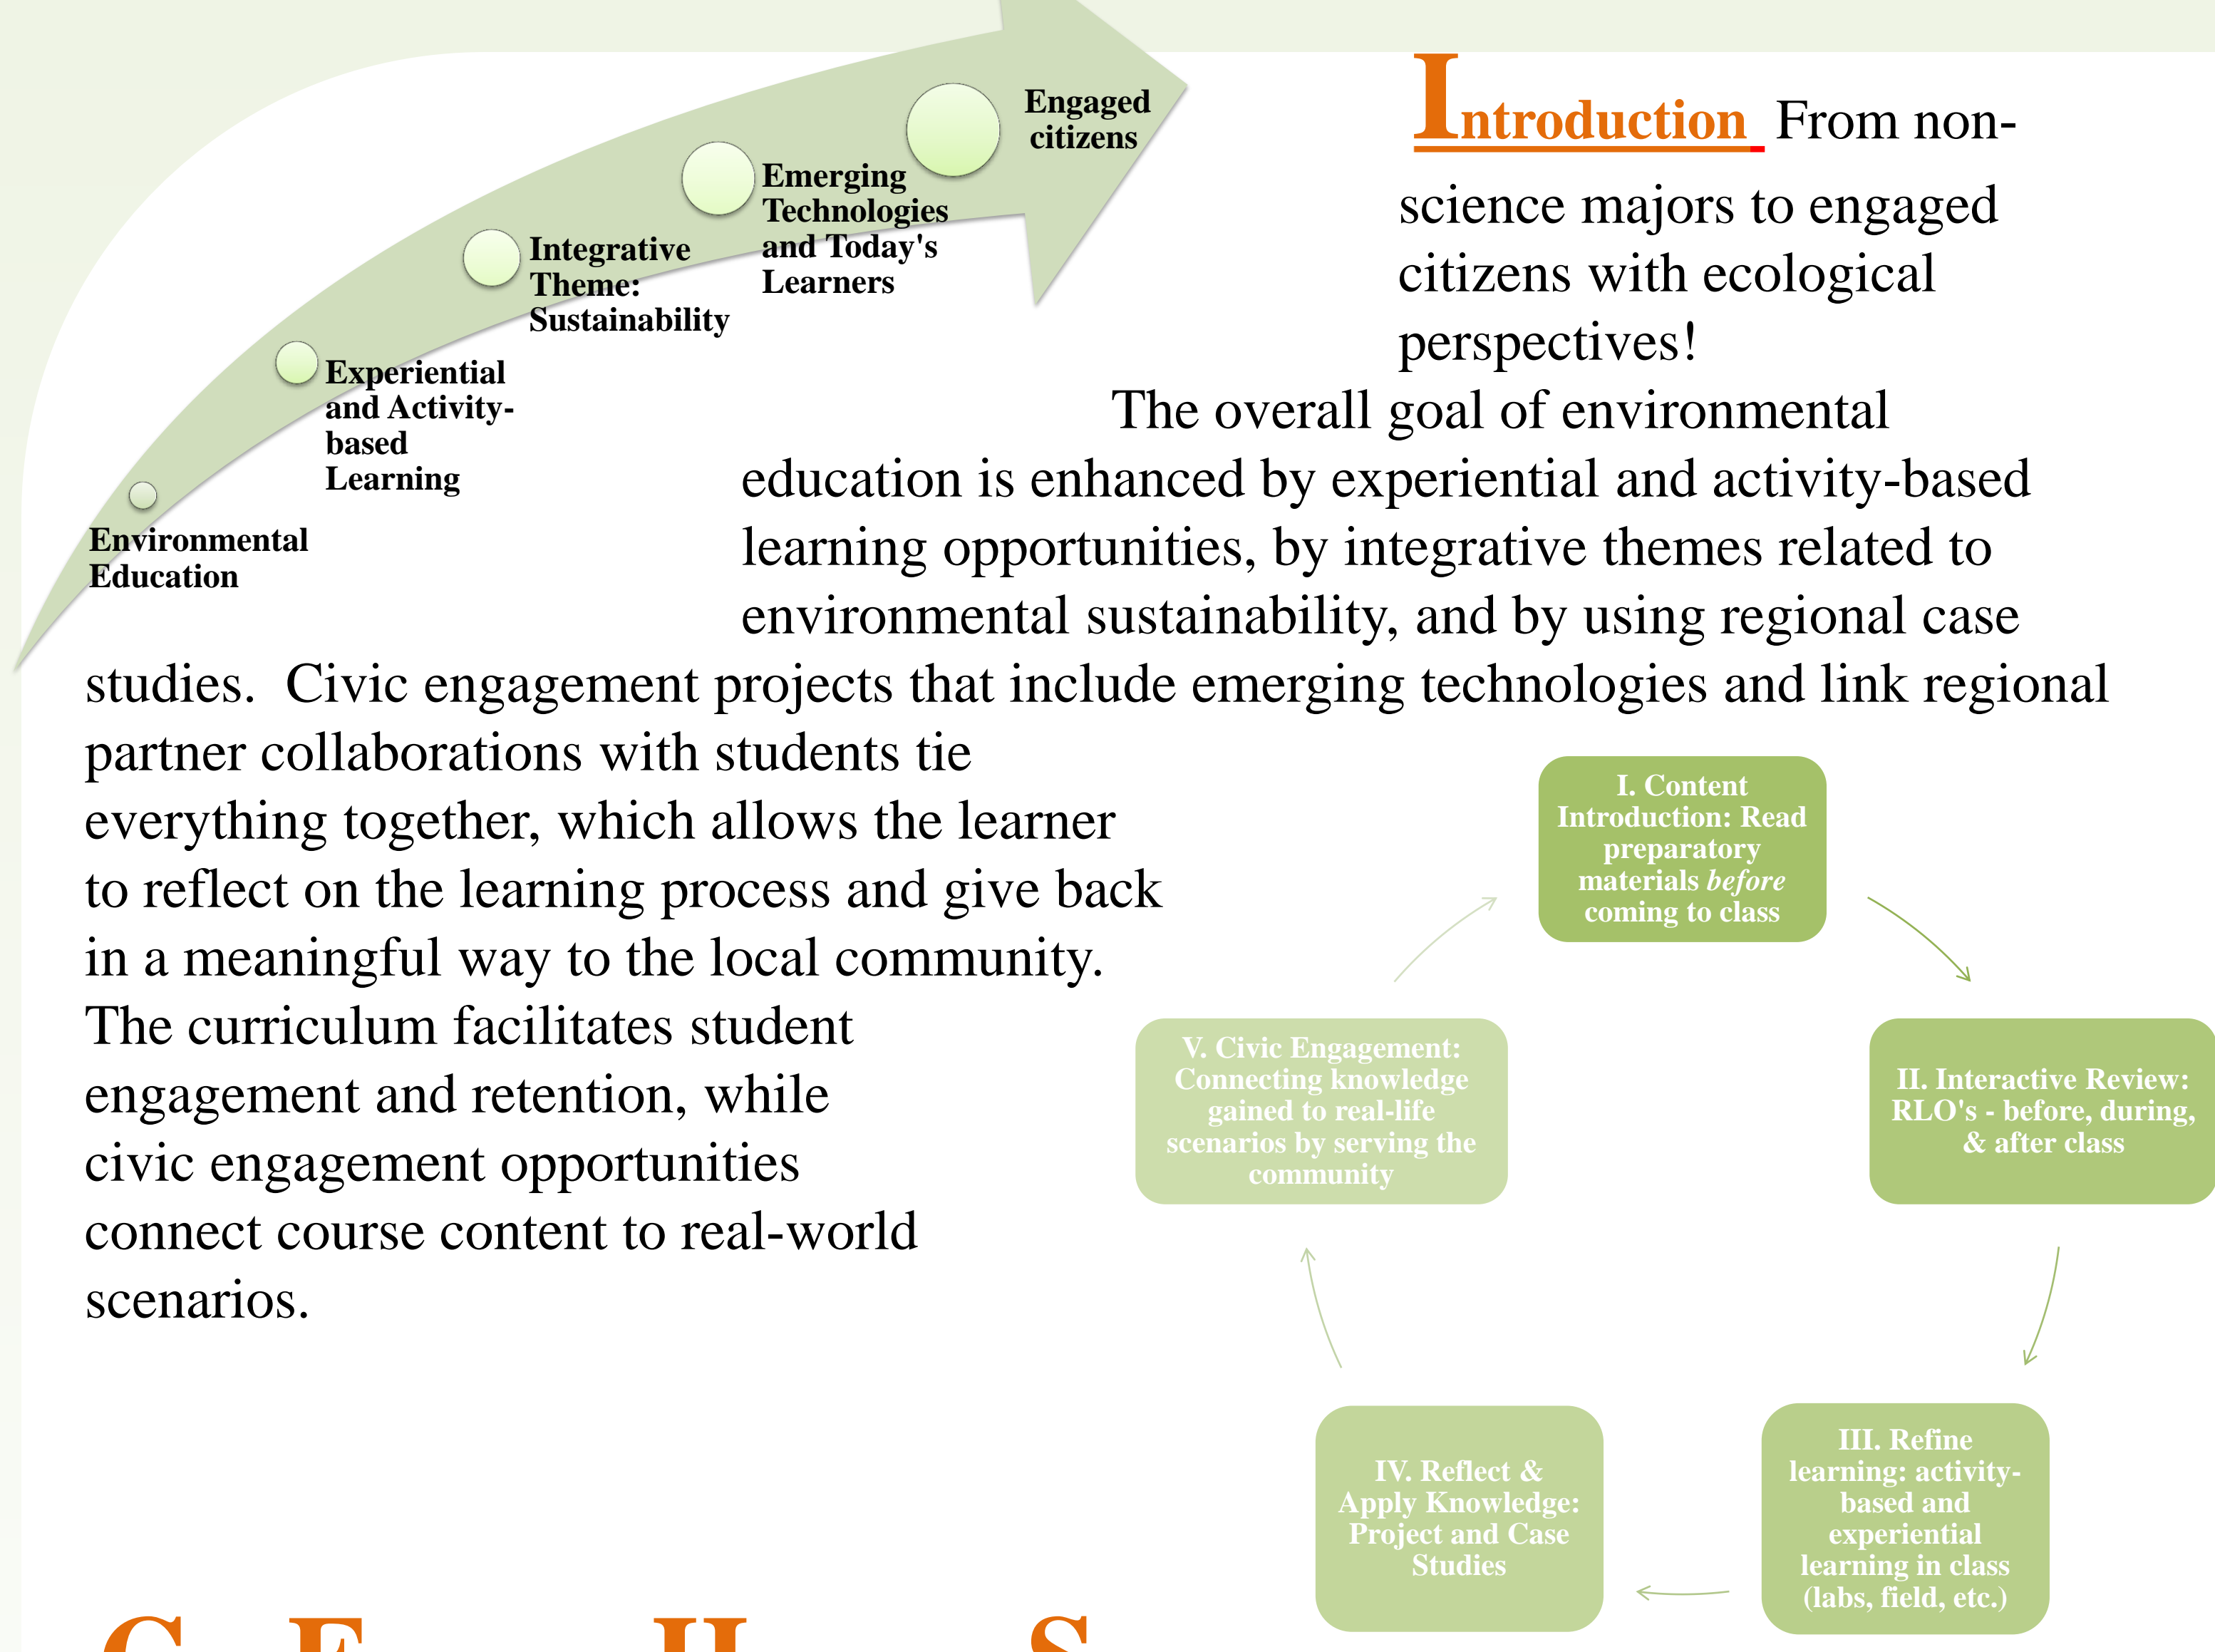 Engaged
citizens
Emerging
Technologies
and Today's
Learners
Integrative
Theme:
Sustainability
Experiential
and Activity-
based
Learning
Environmental
Education
Introduction From non-
science majors to engaged
citizens with ecological
perspectives!
The overall goal of environmental
education is enhanced by experiential and activity-based
learning opportunities, by integrative themes related to
environmental sustainability, and by using regional case
studies. Civic engagement projects that include emerging technologies and link regional
partner collaborations with students tie
everything together, which allows the learner
to reflect on the learning process and give back
in a meaningful way to the local community.
The curriculum facilitates student
engagement and retention, while
civic engagement opportunities
connect course content to real-world
scenarios.
I. Content
Introduction: Read
preparatory
materials before
coming to class
II. Interactive Review:
RLO's - before, during,
& after class
III. Refine
learning: activity-
based and
experiential
learning in class
(labs, field, etc.)
IV. Reflect &
Apply Knowledge:
Project and Case
Studies
V. Civic Engagement:
Connecting knowledge
gained to real-life
scenarios by serving the
community